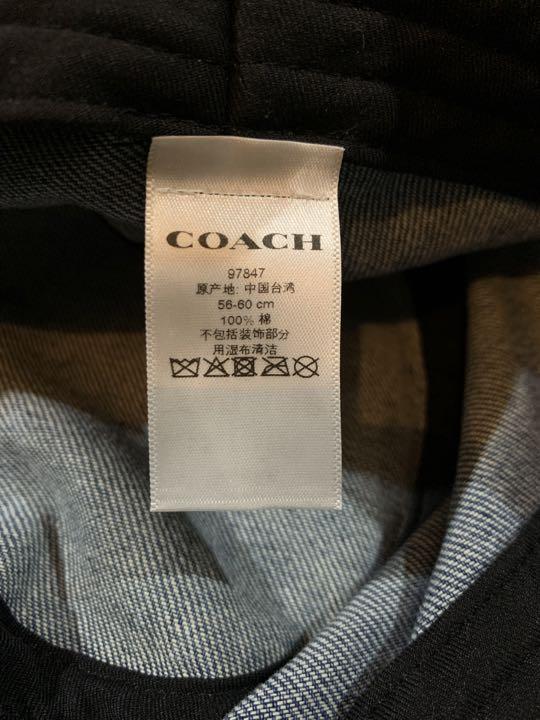 COACH
97847
原产地: 中国台湾
56-60 cm
100% 棉
不包括装饰部分
用湿布清洁